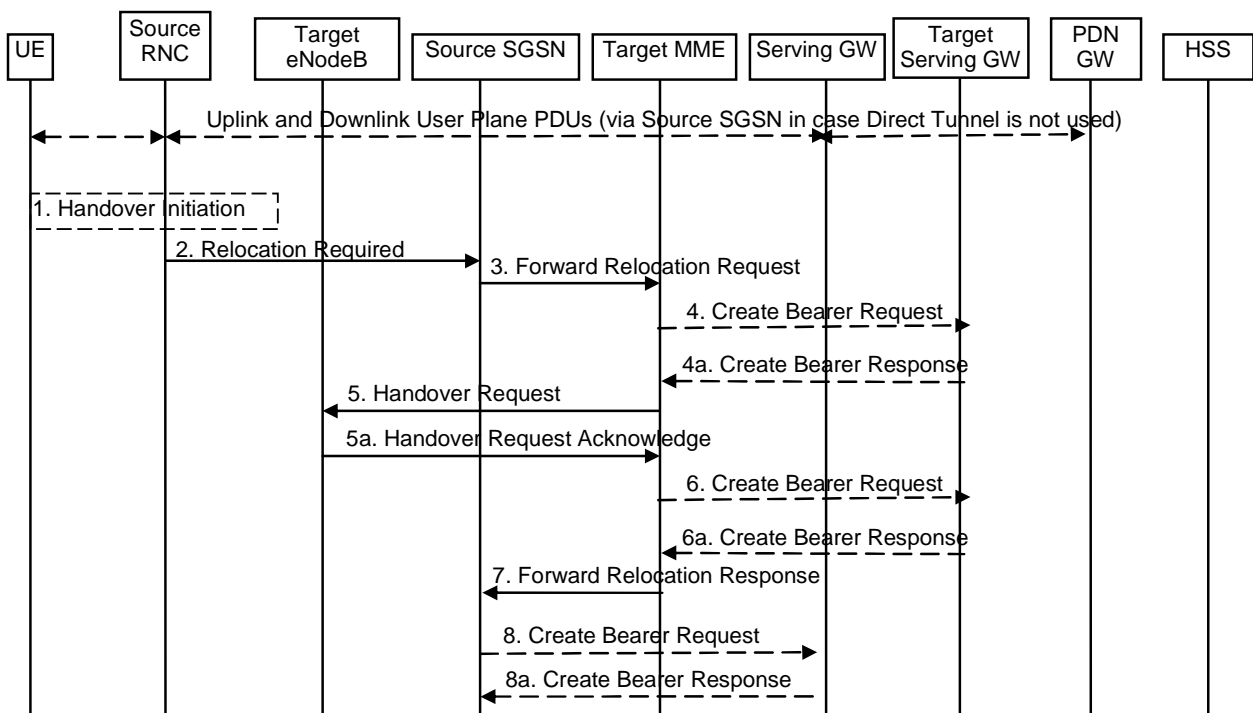 UE
Source
RNC
Target
eNodeB
Source SGSN
Target MME
Serving GW
Target
Serving GW
PDN
GW
HSS
Uplink and Downlink User Plane PDUs (via Source SGSN in case Direct Tunnel is not used)
1. Handover Initiation
2. Relocation Required
3. Forward Relocation Request
4. Create Bearer Request
4a. Create Bearer Response
5. Handover Request
5a. Handover Request Acknowledge
6. Create Bearer Request
6a. Create Bearer Response
7. Forward Relocation Response
8. Create Bearer Request
8a. Create Bearer Response